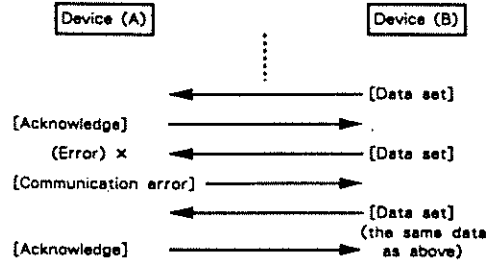 Device (A) Device (B)
[Data set]
[Acknowledge]
(Error) × [Data set]
[Communication error]
[Data set]
(the same data
[Acknowledge] as above)